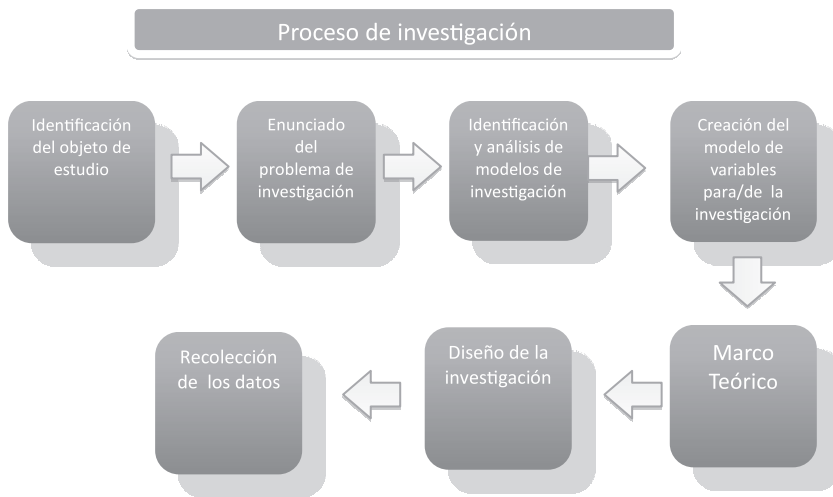 Proceso de investigación
Identificación
del objeto de
estudio
Enunciado
del
problema de
investigación
Identificación
y análisis de
modelos de
investigación
Creación del
modelo de
variables
para/de la
investigación
Marco
Teórico
Diseño de la
investigación
Recolección
de los datos